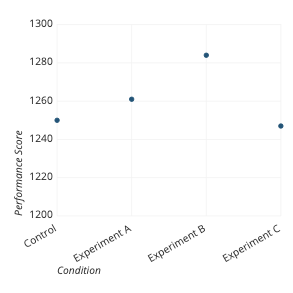 1300
1280
1260
1240
1220
1200
Performance Score
Control
Experiment A
Experiment B
Experiment C
Condition